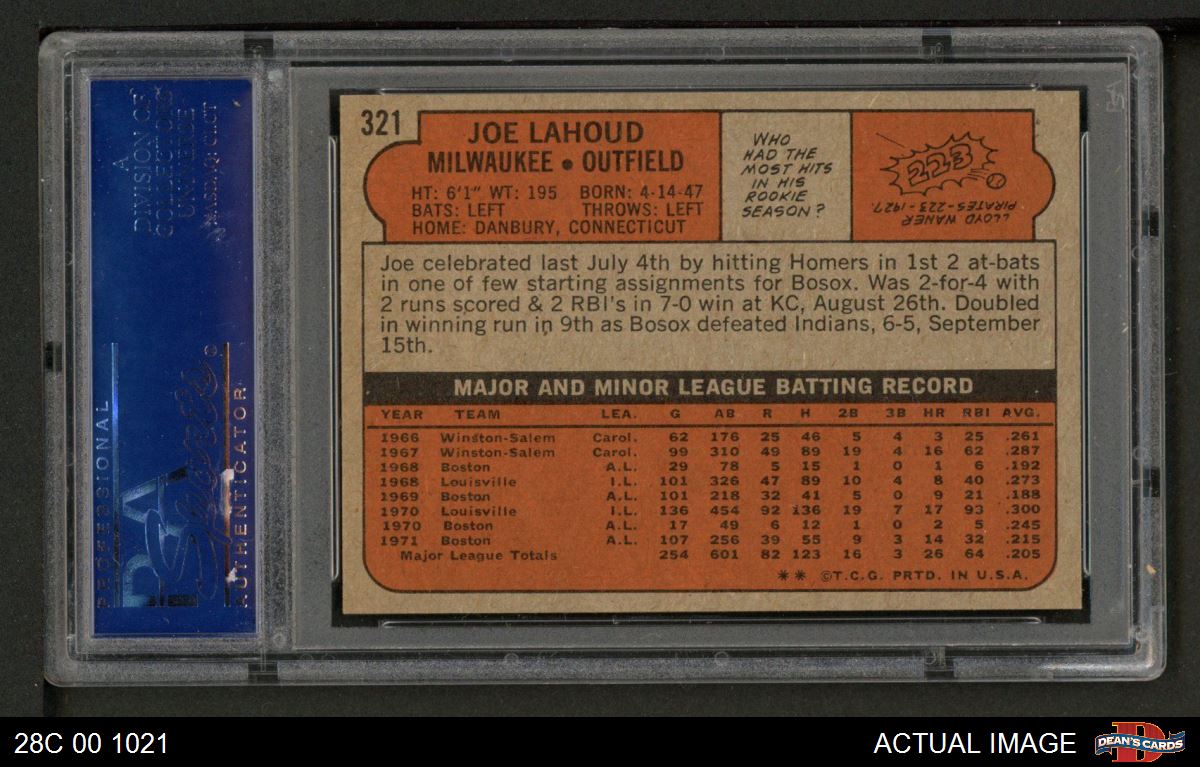 A
DIVISION OF
COLLECTORS
UNIVERSE
NASDAQ: CLCT
PROFESSIONAL
PSA
Sports
®
AUTHENTICATOR
321
JOE LAHOUD
MILWAUKEE • OUTFIELD
HT: 6'1" WT: 195 BORN: 4-14-47
BATS: LEFT THROWS: LEFT
HOME: DANBURY, CONNECTICUT
WHO
HAD THE
MOST HITS
IN HIS
ROOKIE
SEASON?
223
LLOYD WANER
PIRATES-223-1927.
Joe celebrated last July 4th by hitting Homers in 1st 2 at-bats
in one of few starting assignments for Bosox. Was 2-for-4 with
2 runs scored & 2 RBI's in 7-0 win at KC, August 26th. Doubled
in winning run in 9th as Bosox defeated Indians, 6-5, September
15th.
MAJOR AND MINOR LEAGUE BATTING RECORD
YEAR TEAM LEA. G AB R H 2B 3B HR RBI AVG.
1966 Winston-Salem Carol. 62 176 25 46 5 4 3 25 .261
1967 Winston-Salem Carol. 99 310 49 89 19 4 16 62 .287
1968 Boston A.L. 29 78 5 15 1 0 1 6 .192
1968 Louisville I.L. 101 326 47 89 10 4 8 40 .273
1969 Boston A.L. 101 218 32 41 5 0 9 21 .188
1970 Louisville I.L. 136 454 92 136 19 7 17 93 .300
1970 Boston A.L. 17 49 6 12 1 0 2 5 .245
1971 Boston A.L. 107 256 39 55 9 3 14 32 .215
Major League Totals 254 601 82 123 16 3 26 64 .205
** ©T.C.G. PRTD. IN U.S.A.
28C 00 1021
ACTUAL IMAGE
D
DEAN'S CARDS